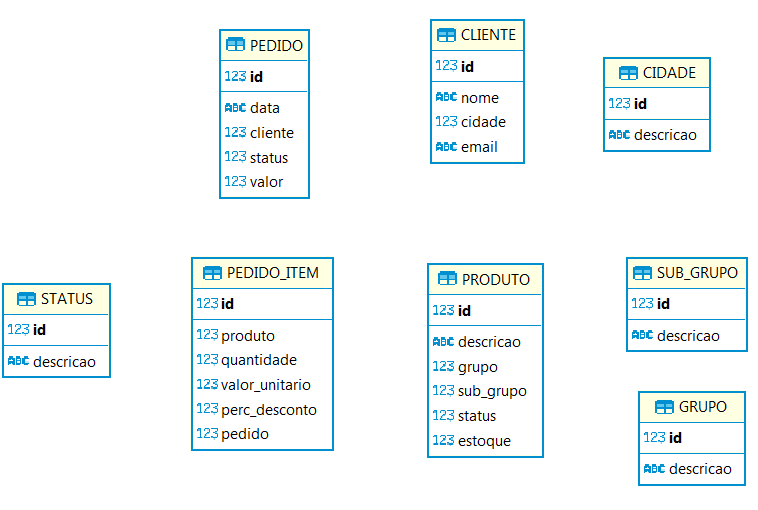 PEDIDO
123 id
ABC data
123 cliente
123 status
123 valor
CLIENTE
123 id
ABC nome
123 cidade
ABC email
CIDADE
123 id
ABC descricao
STATUS
123 id
ABC descricao
PEDIDO_ITEM
123 id
123 produto
123 quantidade
123 valor_unitario
123 perc_desconto
123 pedido
PRODUTO
123 id
ABC descricao
123 grupo
123 sub_grupo
123 status
123 estoque
SUB_GRUPO
123 id
ABC descricao
GRUPO
123 id
ABC descricao